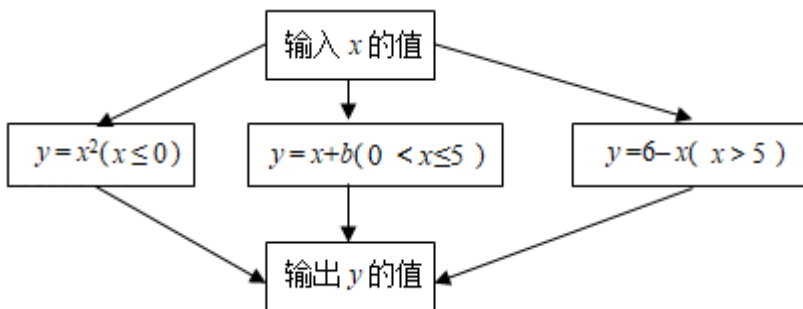 输入 x 的值
y=x²(x≤0)
y=x+b(0 <x≤5 )
y=6–x( x>5 )
输出 y 的值